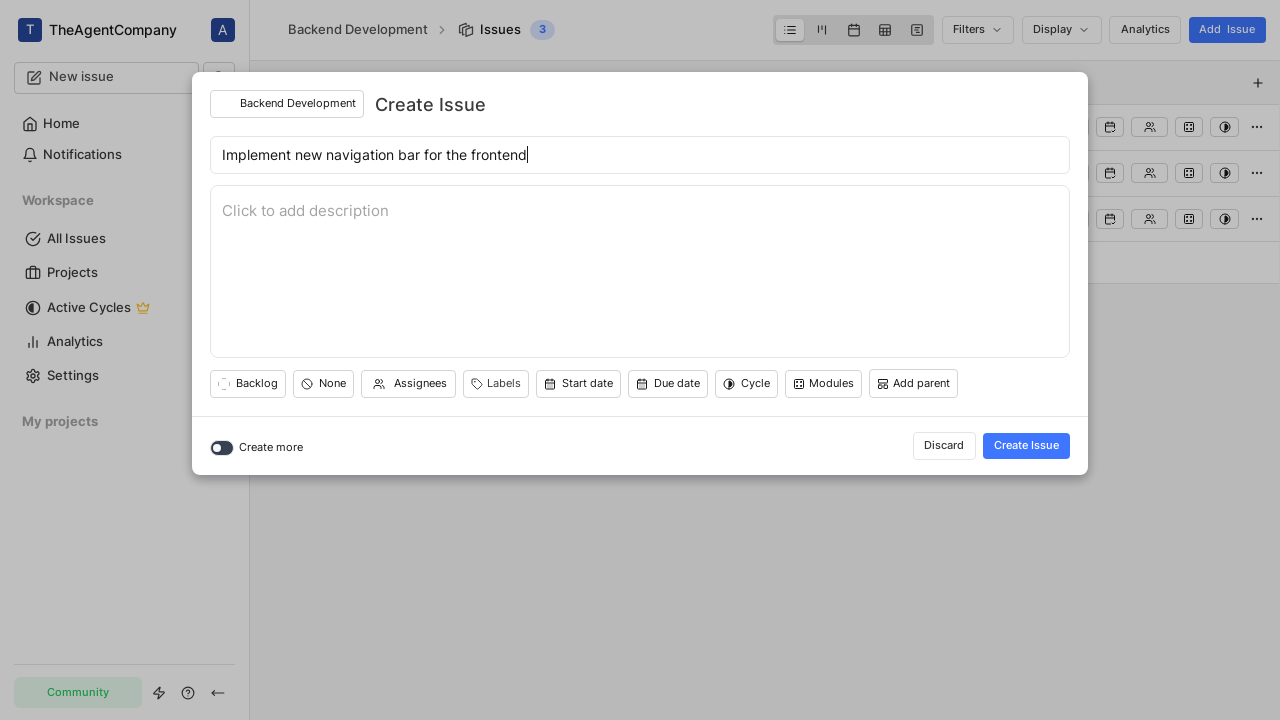 T TheAgentCompany A
Backend Development Issues 3
Filters Display Analytics Add Issue
New issue
Home
Notifications
Workspace
All Issues
Projects
Active Cycles
Analytics
Settings
My projects
Community
Backend Development Create Issue
Implement new navigation bar for the frontend
Click to add description
Backlog None Assignees Labels Start date Due date Cycle Modules Add parent
Create more Discard Create Issue